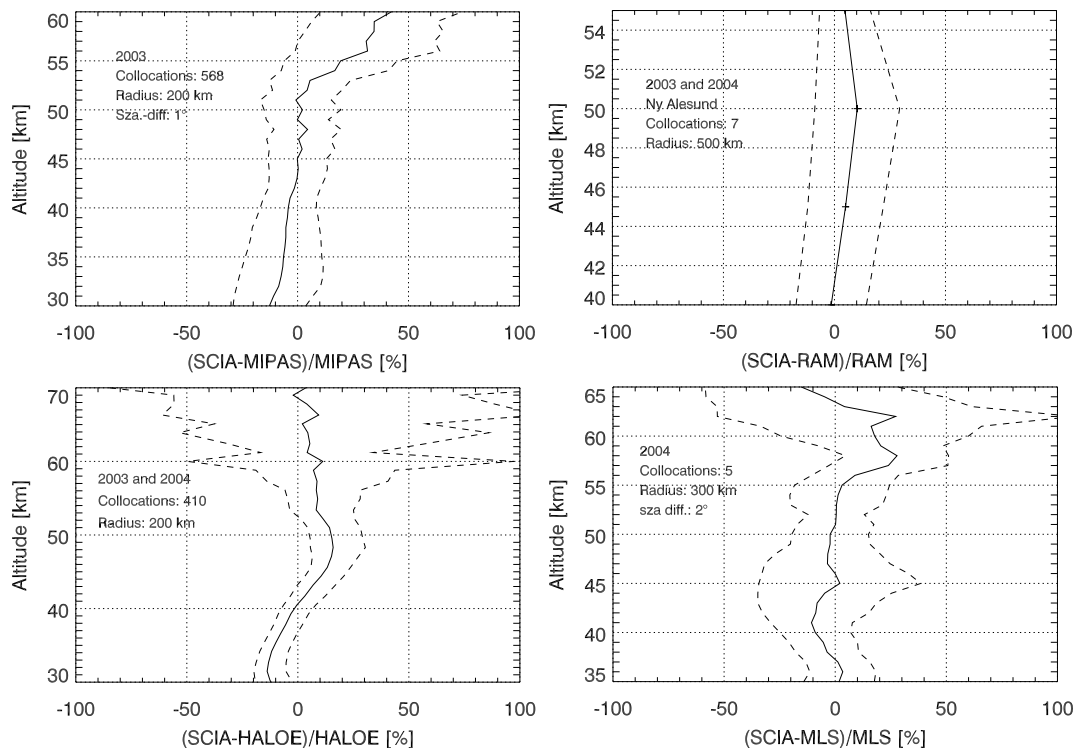 60
55
50
45
40
35
30
Altitude [km]
2003
Collocations: 568
Radius: 200 km
Sza.-diff: 1°
-100 -50 0 50 100
(SCIA-MIPAS)/MIPAS [%]
54
52
50
48
46
44
42
40
Altitude [km]
2003 and 2004
Ny Alesund
Collocations: 7
Radius: 500 km
-100 -50 0 50 100
(SCIA-RAM)/RAM [%]
70
60
50
40
30
Altitude [km]
2003 and 2004
Collocations: 410
Radius: 200 km
-100 -50 0 50 100
(SCIA-HALOE)/HALOE [%]
65
60
55
50
45
40
35
Altitude [km]
2004
Collocations: 5
Radius: 300 km
sza diff.: 2°
-100 -50 0 50 100
(SCIA-MLS)/MLS [%]